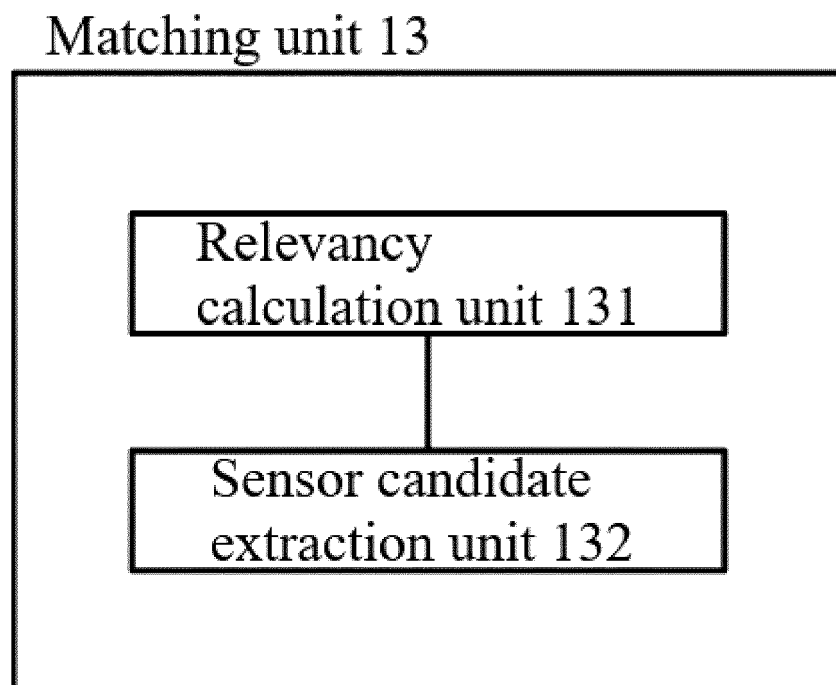 Matching unit 13
Relevancy
calculation unit 131
Sensor candidate
extraction unit 132